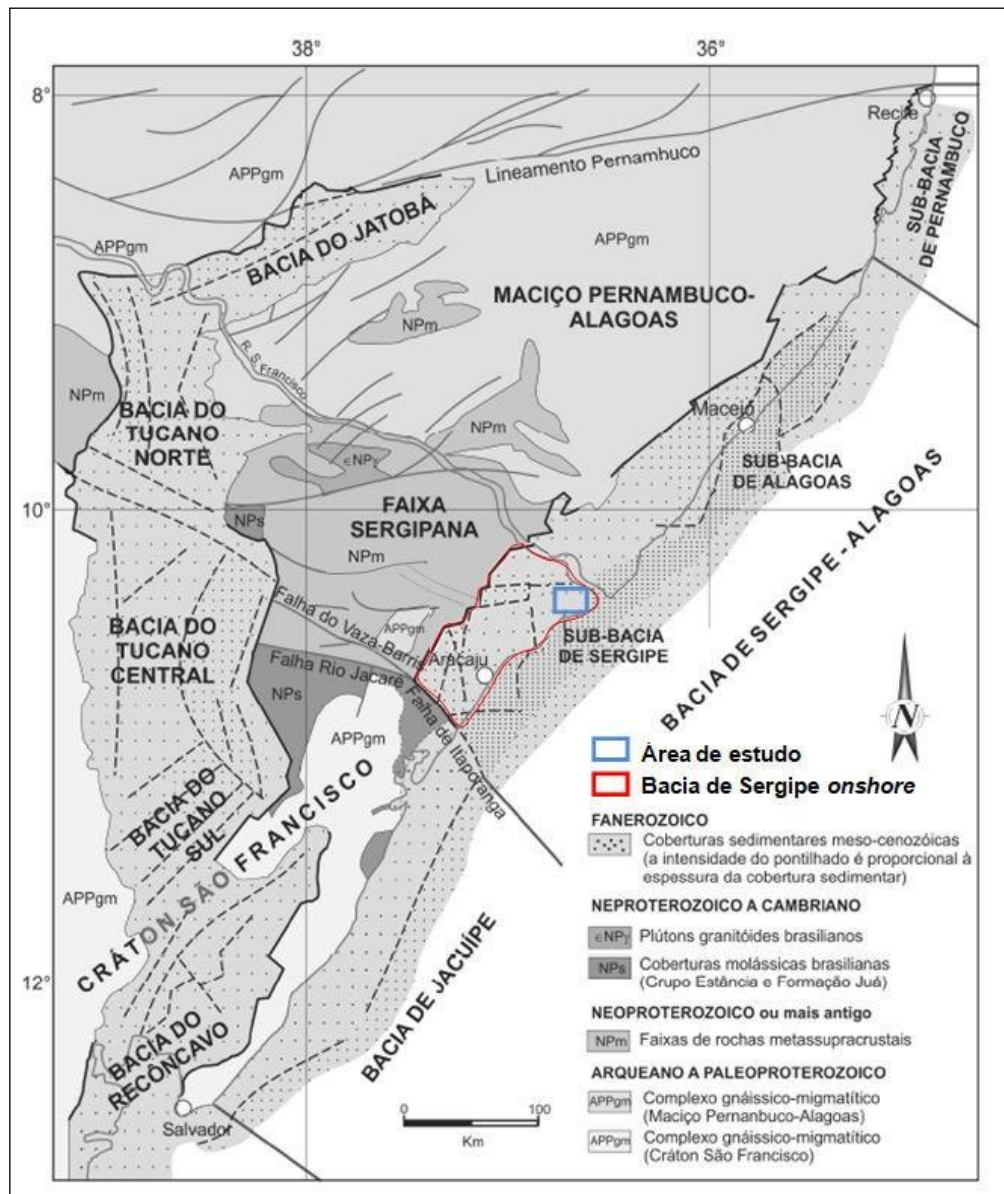 38°
36°
8°
Recife
Lineamento Pernambuco
APPgm
SUB-BACIA
DE PERNAMBUCO
BACIA DO JATOBÁ
APPgm
APPgm
MACIÇO PERNAMBUCO-
ALAGOAS
NPm
R. S. Francisco
NPm
BACIA DO
TUCANO
NORTE
NPm
Maceió
ЄNPγ
SUB-BACIA
DE ALAGOAS
10°
NPs
FAIXA
SERGIPANA
NPm
BACIA DE SERGIPE - ALAGOAS
Falha do Vaza-Barris
APPgm
SUB-BACIA
DE SERGIPE
BACIA DO
TUCANO
CENTRAL
Aracaju
Falha Rio Jacaré
NPs
Falha de Itaporanga
APPgm
N
BACIA DO
TUCANO
SUL
CRÁTON SÃO FRANCISCO
APPgm
BACIA DE JACUÍPE
12°
BACIA DO
RECÔNCAVO
Salvador
0
100
Km
Área de estudo
Bacia de Sergipe onshore
FANEROZOICO
Coberturas sedimentares meso-cenozóicas
(a intensidade do pontilhado é proporcional à
espessura da cobertura sedimentar)
NEPROTEROZOICO A CAMBRIANO
ЄNPγ Plútons granitóides brasilianos
NPs Coberturas molássicas brasilianas
(Grupo Estância e Formação Juá)
NEOPROTEROZOICO ou mais antigo
NPm Faixas de rochas metassupracrustais
ARQUEANO A PALEOPROTEROZOICO
APPgm Complexo gnáissico-migmatítico
(Maciço Pernanbuco-Alagoas)
APPgm Complexo gnáissico-migmatítico
(Cráton São Francisco)